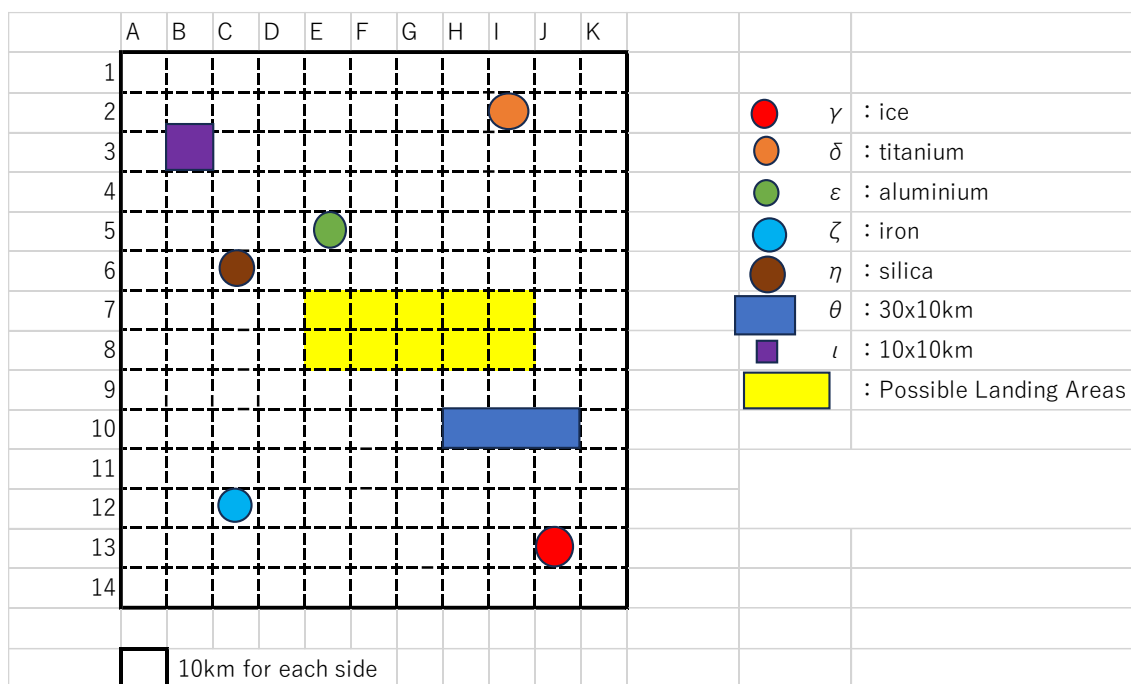 A B C D E F G H I J K
1
2
3
4
5
6
7
8
9
10
11
12
13
14
γ : ice
δ : titanium
ε : aluminium
ζ : iron
η : silica
θ : 30x10km
ι : 10x10km
: Possible Landing Areas
10km for each side